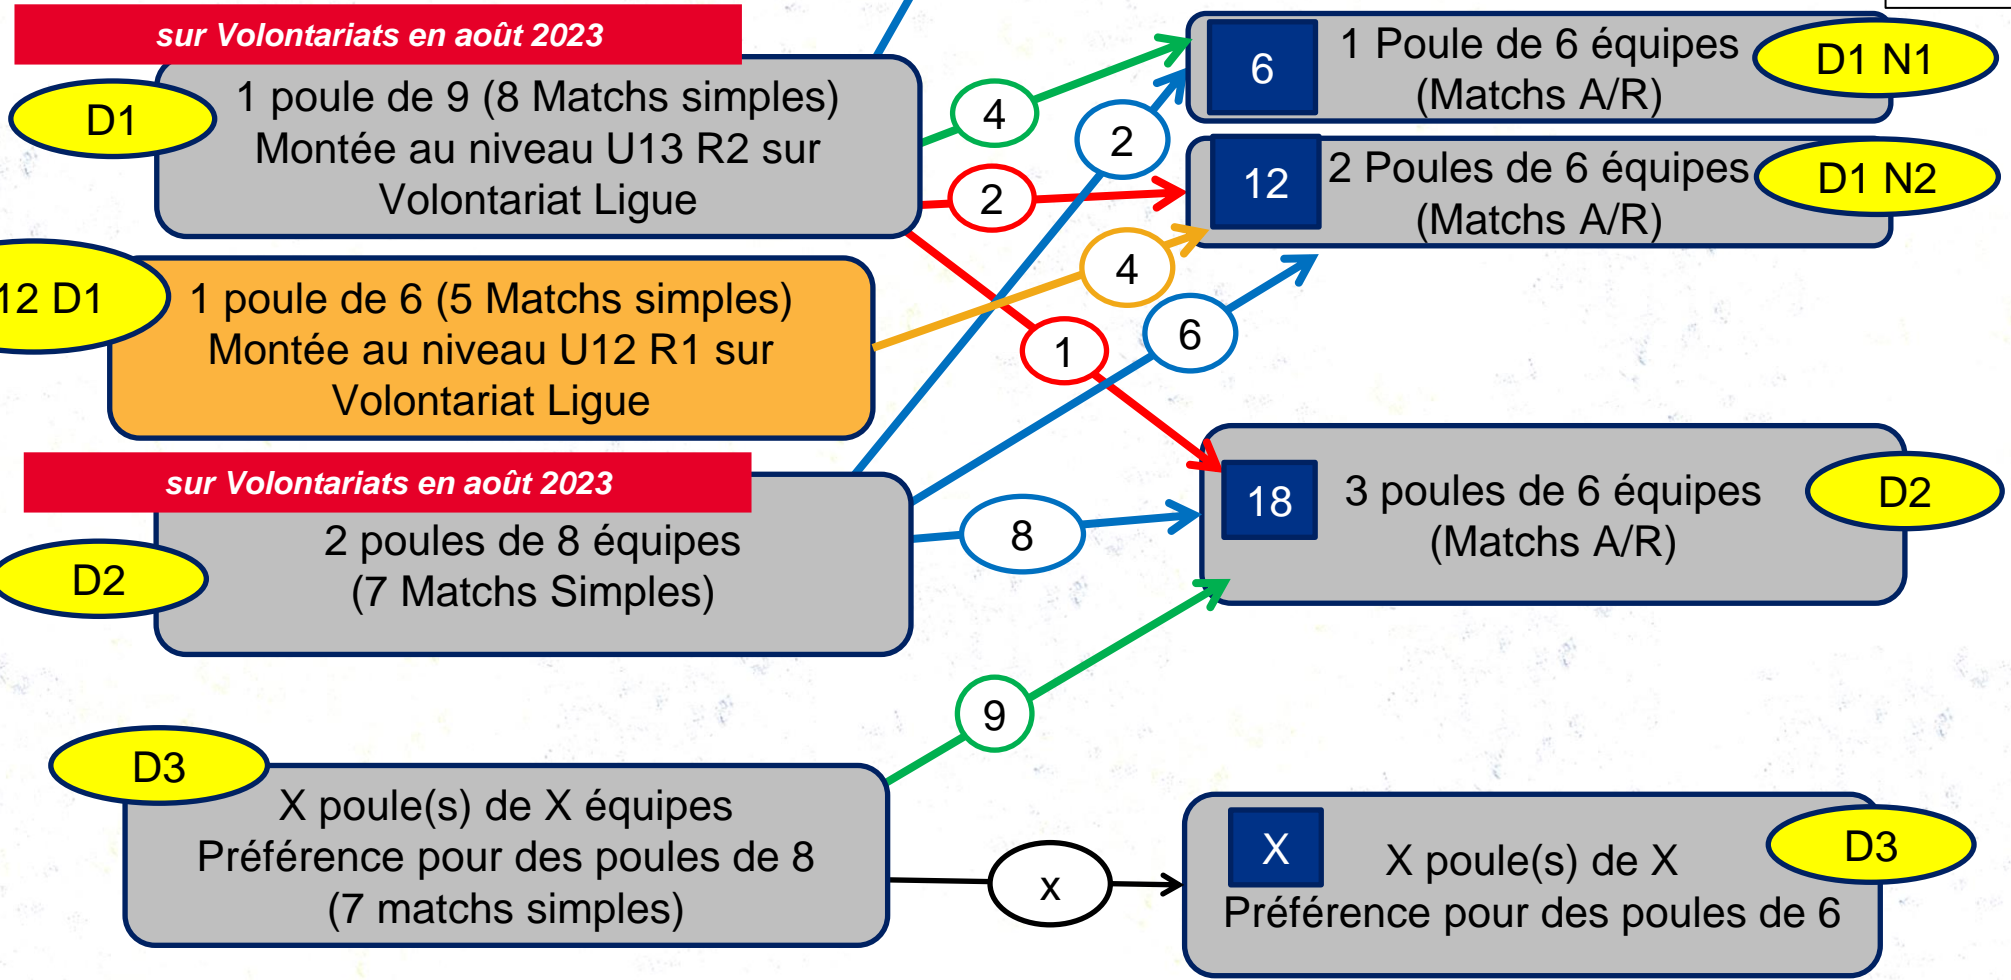 sur Volontariats en août 2023
D1
1 poule de 9 (8 Matchs simples)
Montée au niveau U13 R2 sur
Volontariat Ligue
12 D1
1 poule de 6 (5 Matchs simples)
Montée au niveau U12 R1 sur
Volontariat Ligue
sur Volontariats en août 2023
D2
2 poules de 8 équipes
(7 Matchs Simples)
D3
X poule(s) de X équipes
Préférence pour des poules de 8
(7 matchs simples)
4
2
2
4
1
6
8
9
x
6
1 Poule de 6 équipes
(Matchs A/R)
D1 N1
12
2 Poules de 6 équipes
(Matchs A/R)
D1 N2
18
3 poules de 6 équipes
(Matchs A/R)
D2
X
X poule(s) de X
Préférence pour des poules de 6
D3